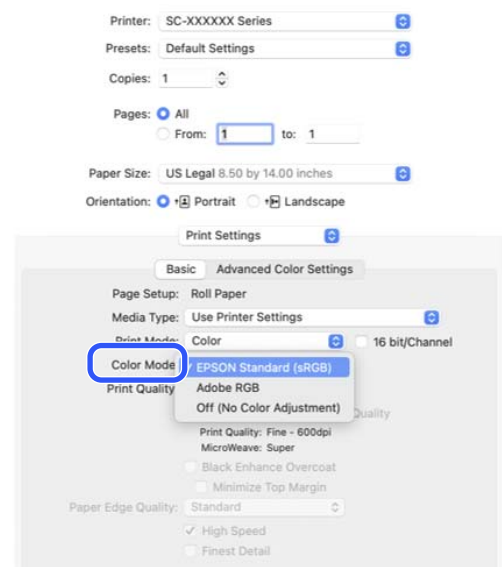 Printer: SC-XXXXXX Series
Presets: Default Settings
Copies: 1
Pages: All
From: 1 to: 1
Paper Size: US Legal 8.50 by 14.00 inches
Orientation: Portrait Landscape
Print Settings
Basic Advanced Color Settings
Page Setup: Roll Paper
Media Type: Use Printer Settings
Print Mode: Color 16 bit/Channel
Color Mode ✓ EPSON Standard (sRGB)
Adobe RGB
Print Quality
Off (No Color Adjustment)
Quality
Print Quality: Fine - 600dpi
MicroWeave: Super
Black Enhance Overcoat
Minimize Top Margin
Paper Edge Quality: Standard
✓ High Speed
Finest Detail